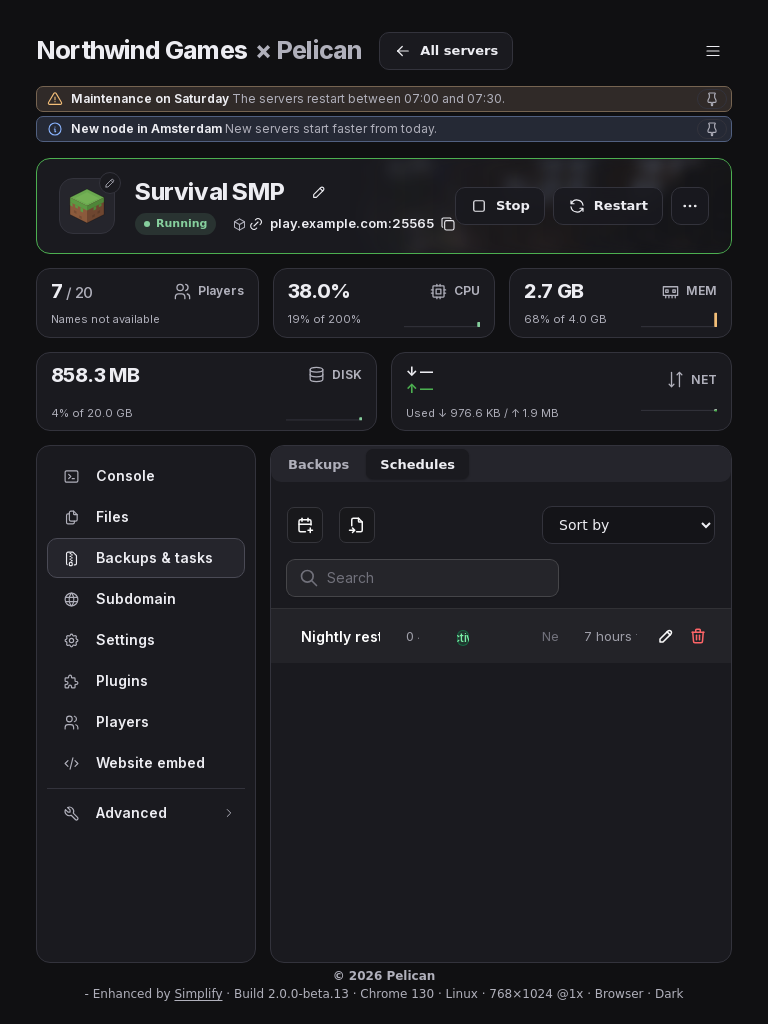 Northwind Games × Pelican
All servers
Maintenance on Saturday The servers restart between 07:00 and 07:30.
New node in Amsterdam New servers start faster from today.
Survival SMP
Running
play.example.com:25565
Stop
Restart
7 / 20
Players
Names not available
38.0%
CPU
19% of 200%
2.7 GB
MEM
68% of 4.0 GB
858.3 MB
DISK
4% of 20.0 GB
↓ —
↑ —
NET
Used ↓ 976.6 KB / ↑ 1.9 MB
Console
Files
Backups & tasks
Subdomain
Settings
Plugins
Players
Website embed
Advanced
Backups
Schedules
Sort by
Search
Nightly rest 0 Ne 7 hours
© 2026 Pelican
- Enhanced by Simplify · Build 2.0.0-beta.13 · Chrome 130 · Linux · 768×1024 @1x · Browser · Dark